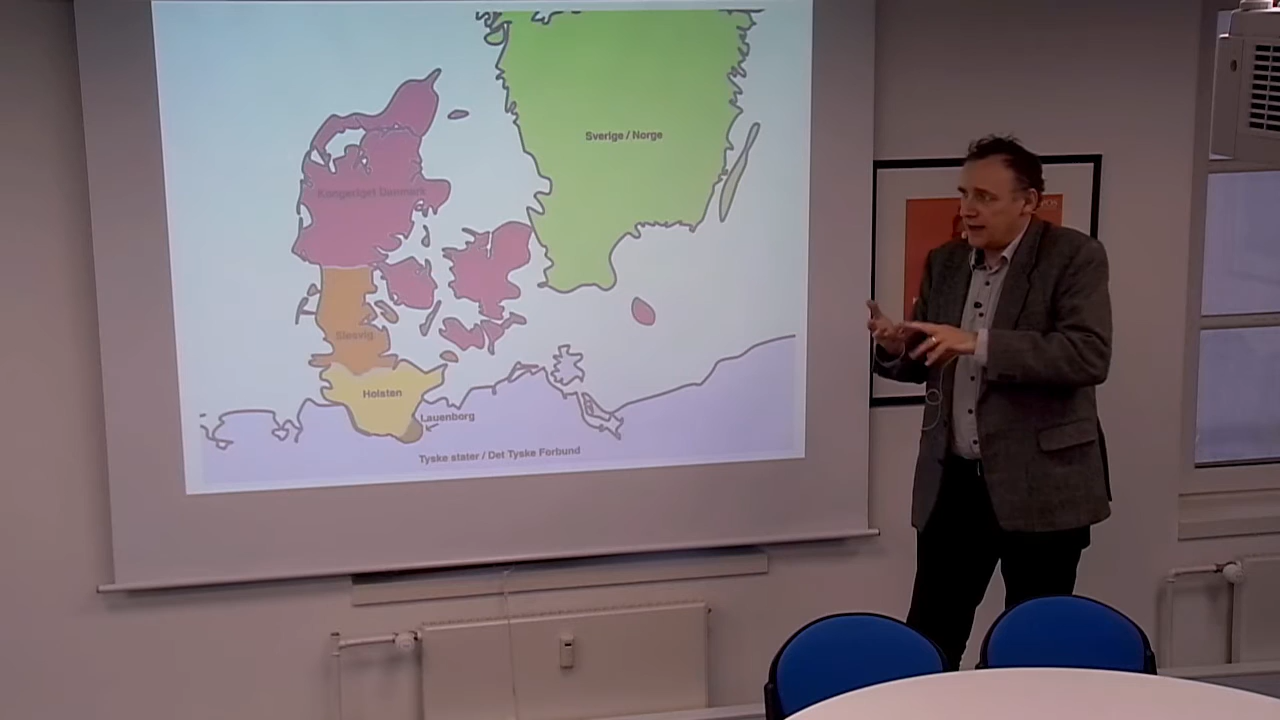 Sverige / Norge
Kongeriget Danmark
Slesvig
Holsten
Lauenborg
Tyske stater / Det Tyske Forbund